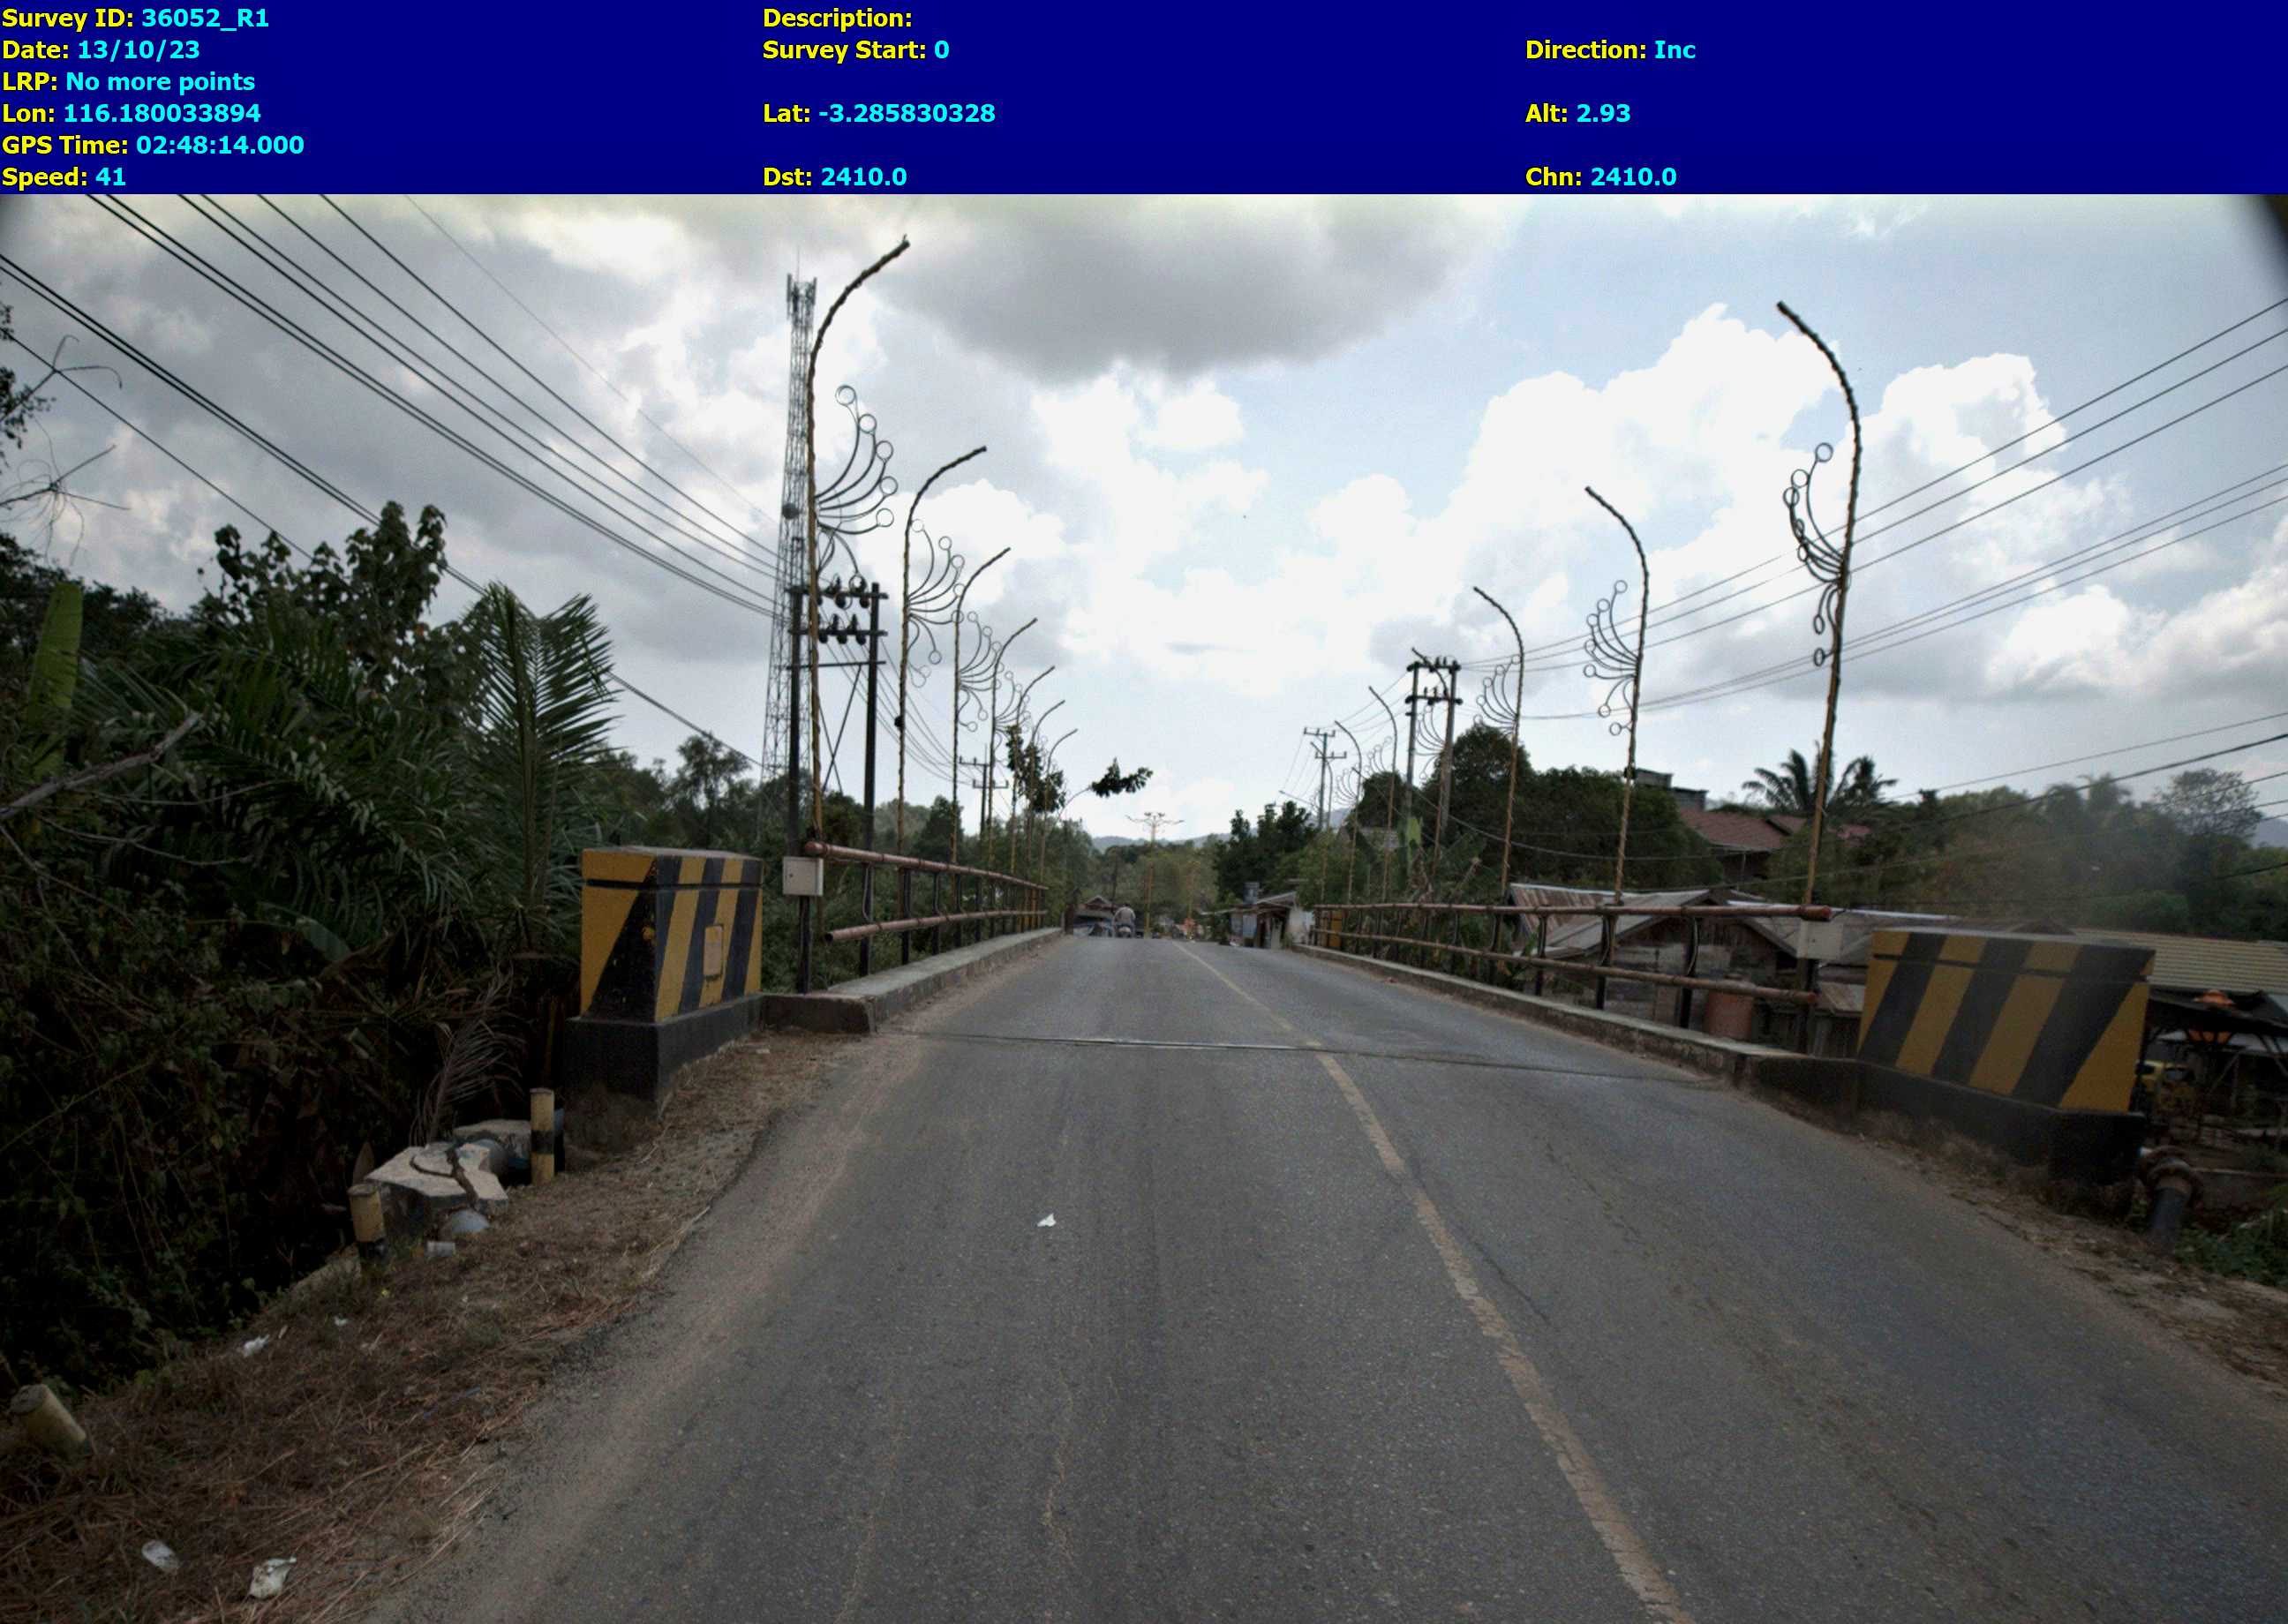 Survey ID: 36052_R1
Description:
Date: 13/10/23
Survey Start: 0
Direction: Inc
LRP: No more points
Lon: 116.180033894
Lat: -3.285830328
Alt: 2.93
GPS Time: 02:48:14.000
Speed: 41
Dst: 2410.0
Chn: 2410.0